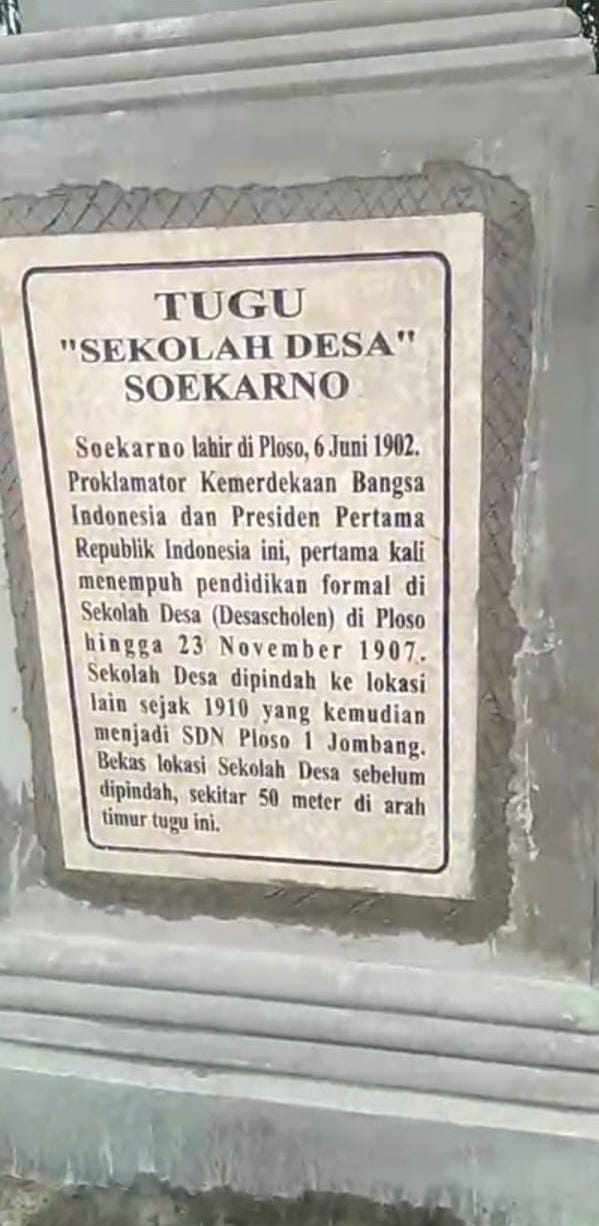 TUGU
"SEKOLAH DESA"
SOEKARNO
Soekarno lahir di Ploso, 6 Juni 1902.
Proklamator Kemerdekaan Bangsa
Indonesia dan Presiden Pertama
Republik Indonesia ini, pertama kali
menempuh pendidikan formal di
Sekolah Desa (Desascholen) di Ploso
hingga 23 November 1907.
Sekolah Desa dipindah ke lokasi
lain sejak 1910 yang kemudian
menjadi SDN Ploso 1 Jombang.
Bekas lokasi Sekolah Desa sebelum
dipindah, sekitar 50 meter di arah
timur tugu ini.